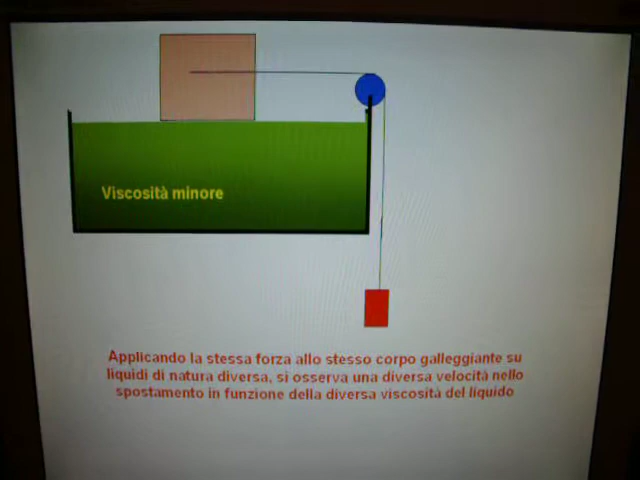 Viscosità minore
Applicando la stessa forza allo stesso corpo galleggiante su
liquidi di natura diversa, si osserva una diversa velocità nello
spostamento in funzione della diversa viscosità del liquido